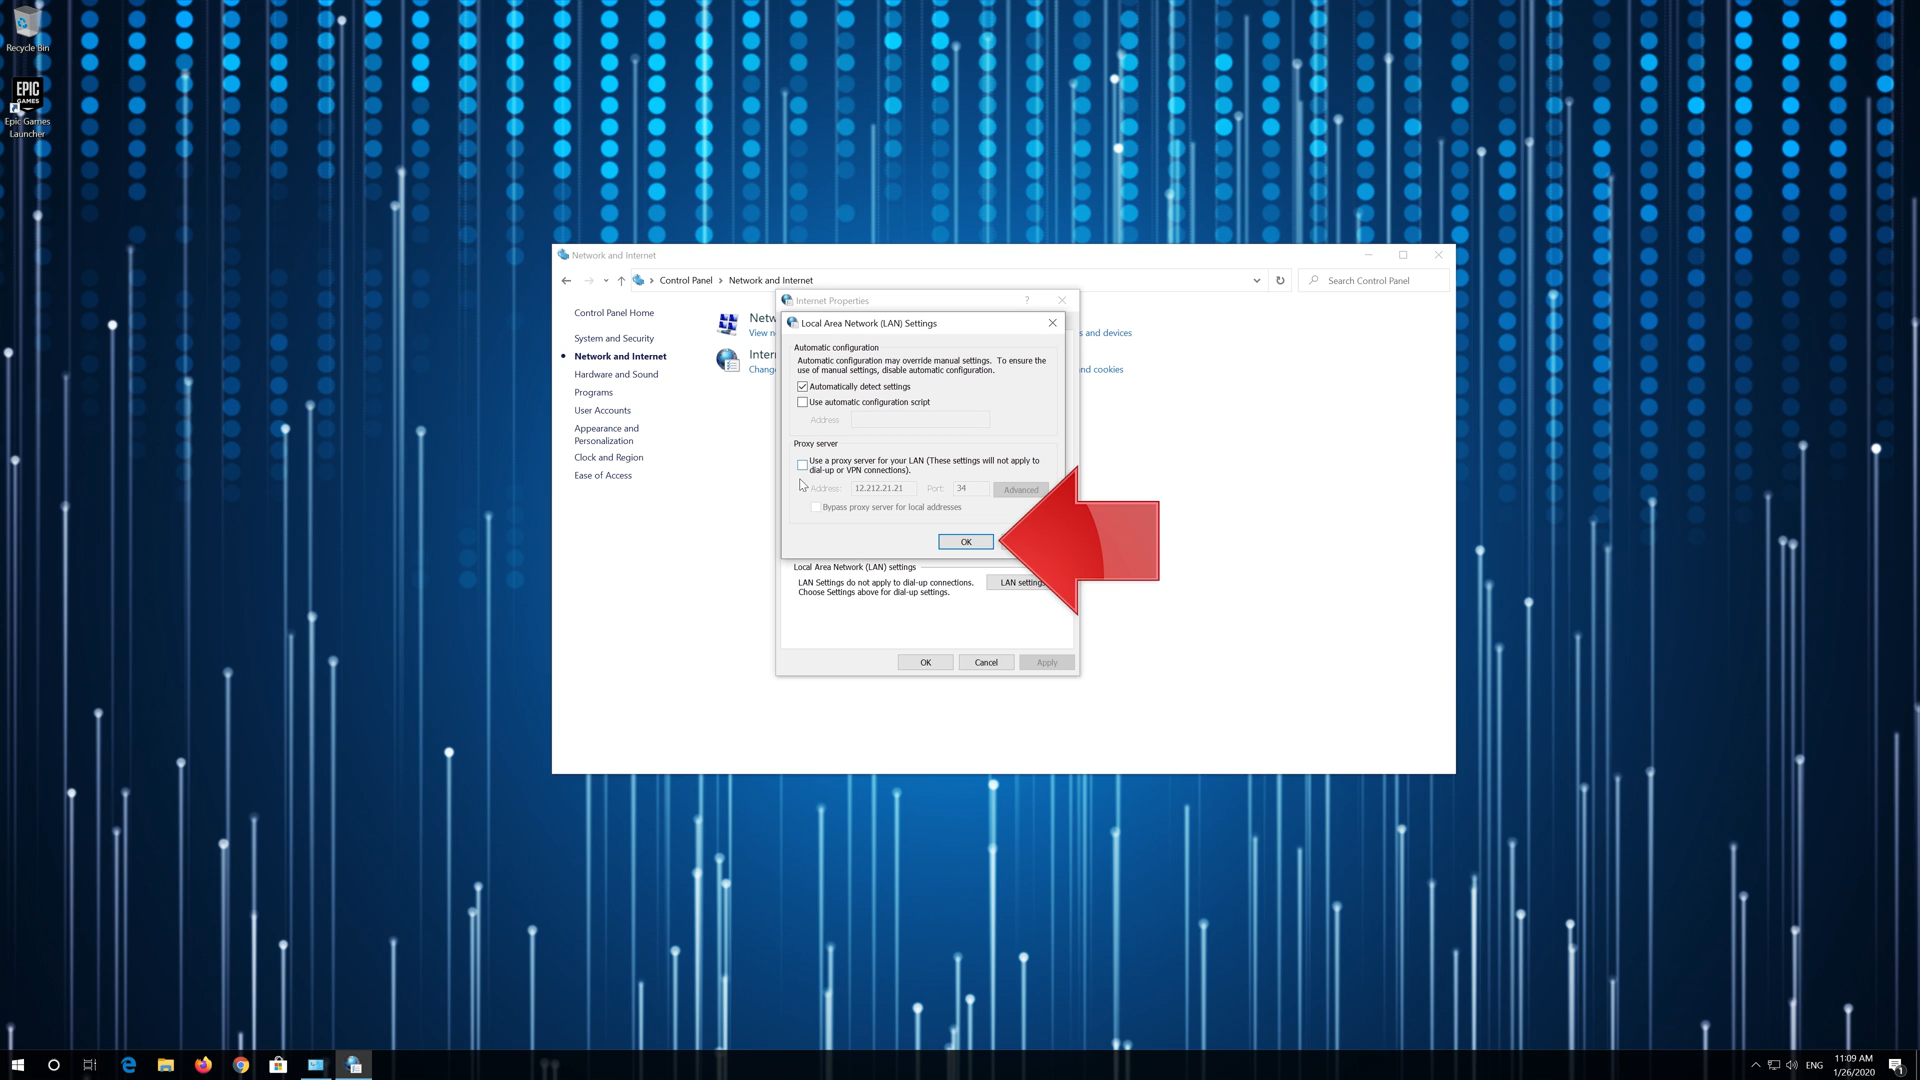 Recycle Bin
EPIC
GAMES
Epic Games
Launcher
Network and Internet
Control Panel
Network and Internet
Search Control Panel
Control Panel Home
System and Security
Network and Internet
Hardware and Sound
Programs
User Accounts
Appearance and
Personalization
Clock and Region
Ease of Access
Netw
View n
s and devices
Inter
Change
nd cookies
Internet Properties
?
Local Area Network (LAN) Settings
Automatic configuration
Automatic configuration may override manual settings. To ensure the
use of manual settings, disable automatic configuration.
Automatically detect settings
Use automatic configuration script
Address
Proxy server
Use a proxy server for your LAN (These settings will not apply to
dial-up or VPN connections).
Address:
12.212.21.21
Port:
34
Advanced
Bypass proxy server for local addresses
OK
Local Area Network (LAN) settings
LAN Settings do not apply to dial-up connections.
Choose Settings above for dial-up settings.
LAN settings
OK
Cancel
Apply
ENG
11:09 AM
1/26/2020
1